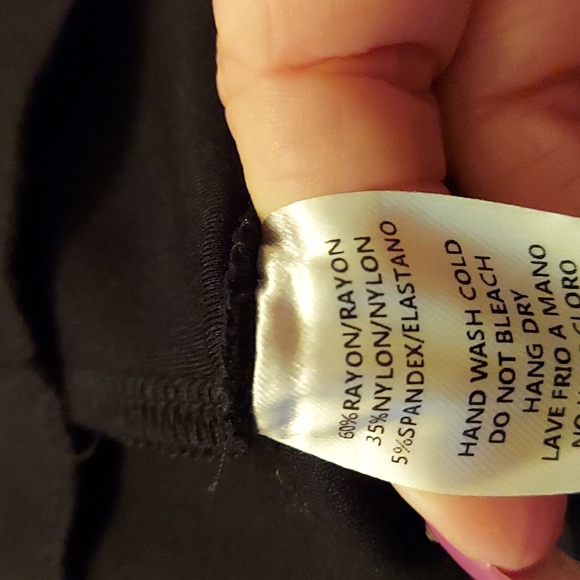 60%RAYON/RAYON
35%NYLON/NYLON
5%SPANDEX/ELASTANO
HAND WASH COLD
DO NOT BLEACH
HANG DRY
LAVE FRIO A MANO
CLORO